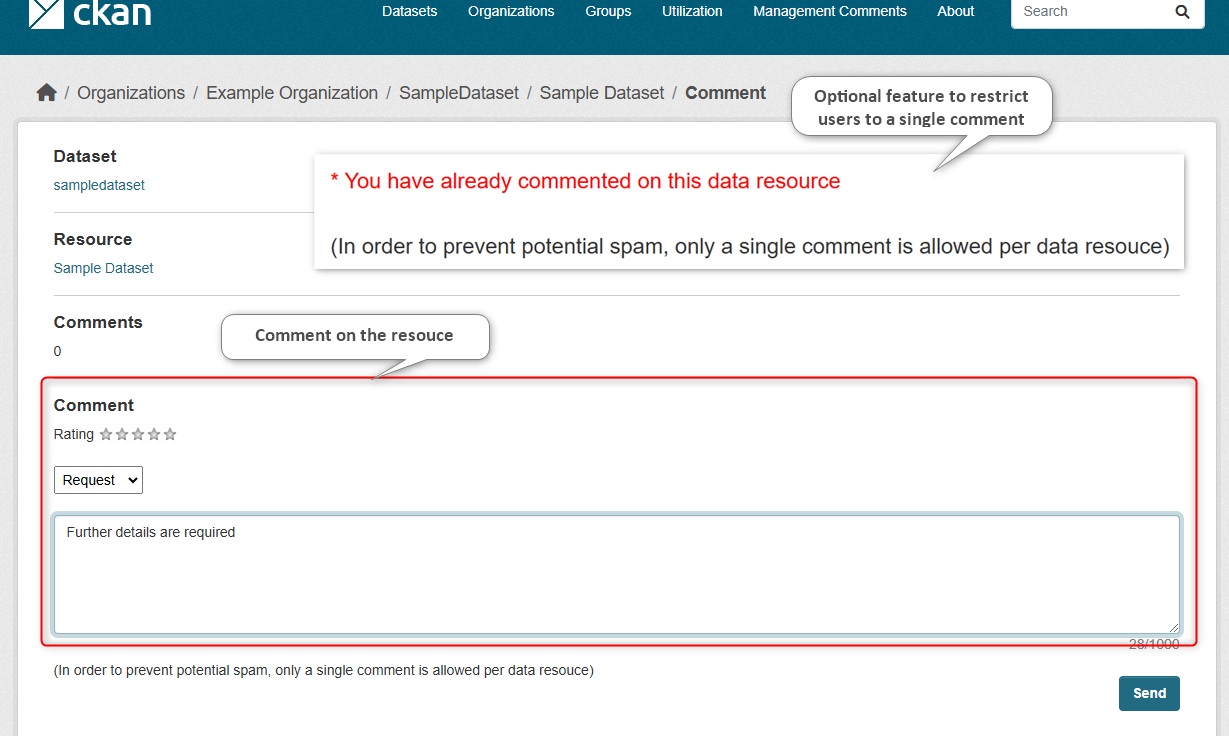 ckan
Datasets Organizations Groups Utilization Management Comments About Search
/ Organizations / Example Organization / SampleDataset / Sample Dataset / Comment
Optional feature to restrict
users to a single comment
Dataset
sampledataset
* You have already commented on this data resource
(In order to prevent potential spam, only a single comment is allowed per data resouce)
Resource
Sample Dataset
Comments
0
Comment on the resouce
Comment
Rating
Request
Further details are required
28/1000
(In order to prevent potential spam, only a single comment is allowed per data resouce)
Send